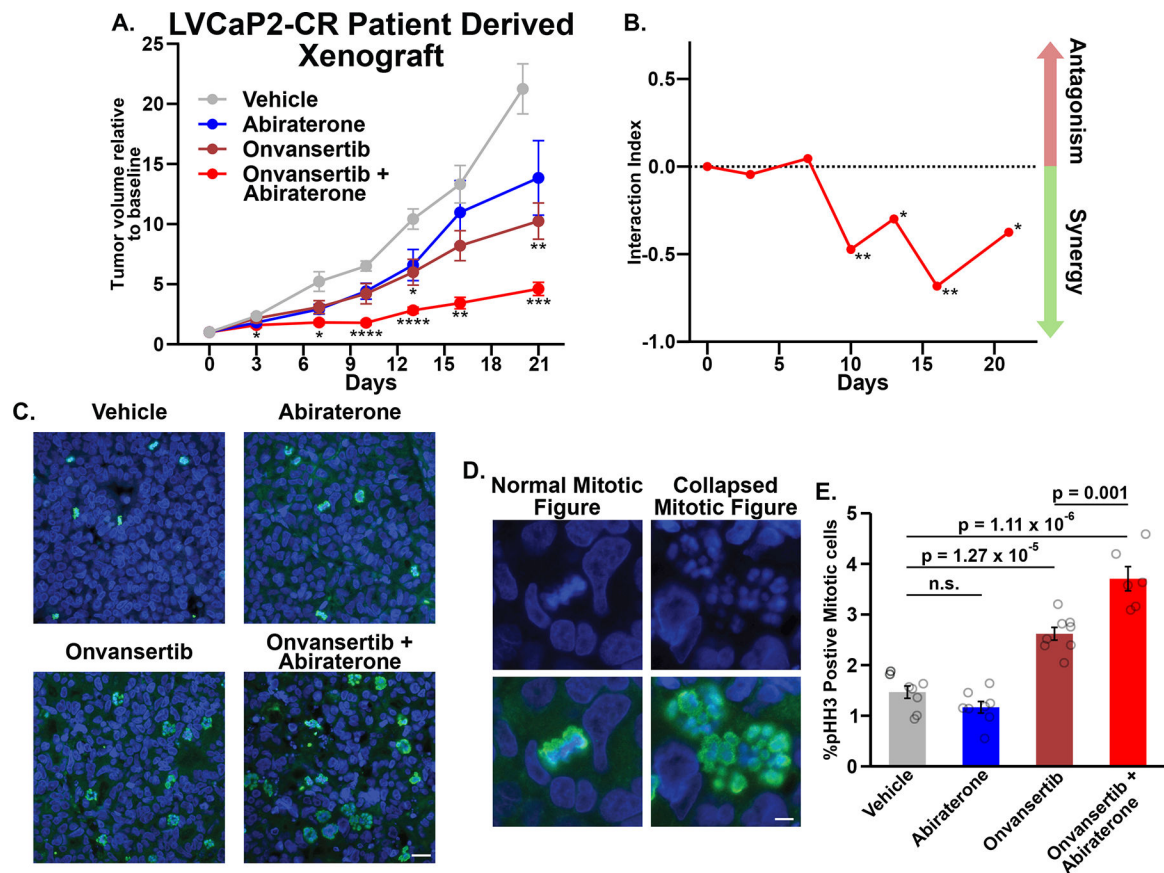 A.
LVCaP2-CR Patient Derived
Xenograft
Tumor volume relative
to baseline
25
20
15
10
5
0
Vehicle
Abiraterone
Onvansertib
Onvansertib +
Abiraterone
* * **** * **** ** ** ***
0 3 6 9 12 15 18 21
Days
B.
Interaction Index
0.5
0.0
-0.5
-1.0
** * ** *
0 5 10 15 20
Days
Antagonism
Synergy
C.
Vehicle
Abiraterone
Onvansertib
Onvansertib +
Abiraterone
D.
Normal Mitotic
Figure
Collapsed
Mitotic Figure
E.
%pHH3 Postive Mitotic cells
5
4
3
2
1
0
p = 0.001
p = 1.11 x 10-6
p = 1.27 x 10-5
n.s.
Vehicle
Abiraterone
Onvansertib
Onvansertib +
Abiraterone